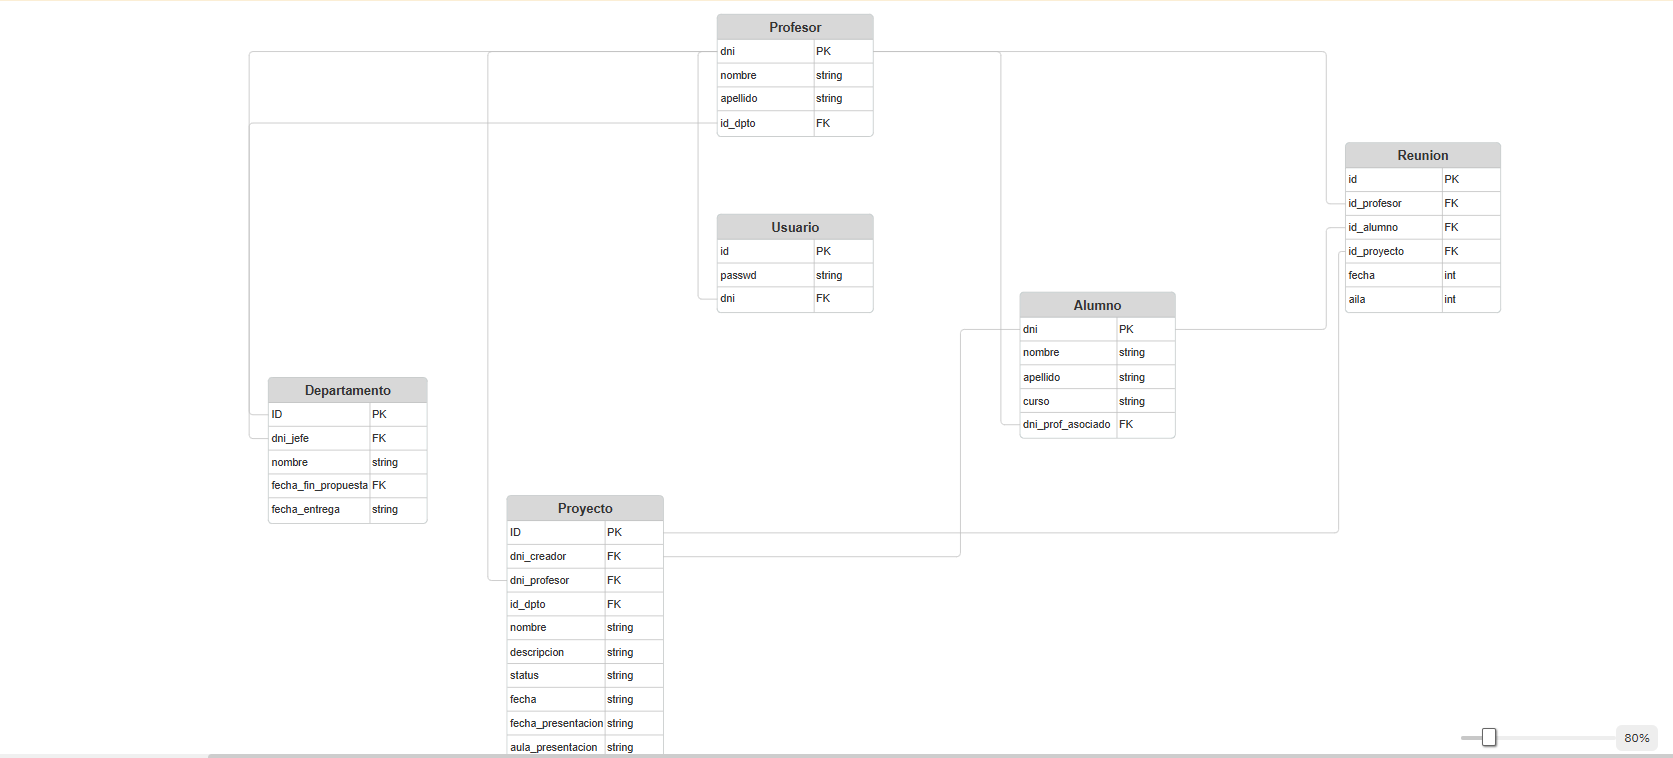 Profesor
dni PK
nombre string
apellido string
id_dpto FK
Reunion
id PK
id_profesor FK
id_alumno FK
id_proyecto FK
fecha int
aila int
Usuario
id PK
passwd string
dni FK
Alumno
dni PK
nombre string
apellido string
curso string
dni_prof_asociado FK
Departamento
ID PK
dni_jefe FK
nombre string
fecha_fin_propuesta FK
fecha_entrega string
Proyecto
ID PK
dni_creador FK
dni_profesor FK
id_dpto FK
nombre string
descripcion string
status string
fecha string
fecha_presentacion string
aula_presentacion string
80%